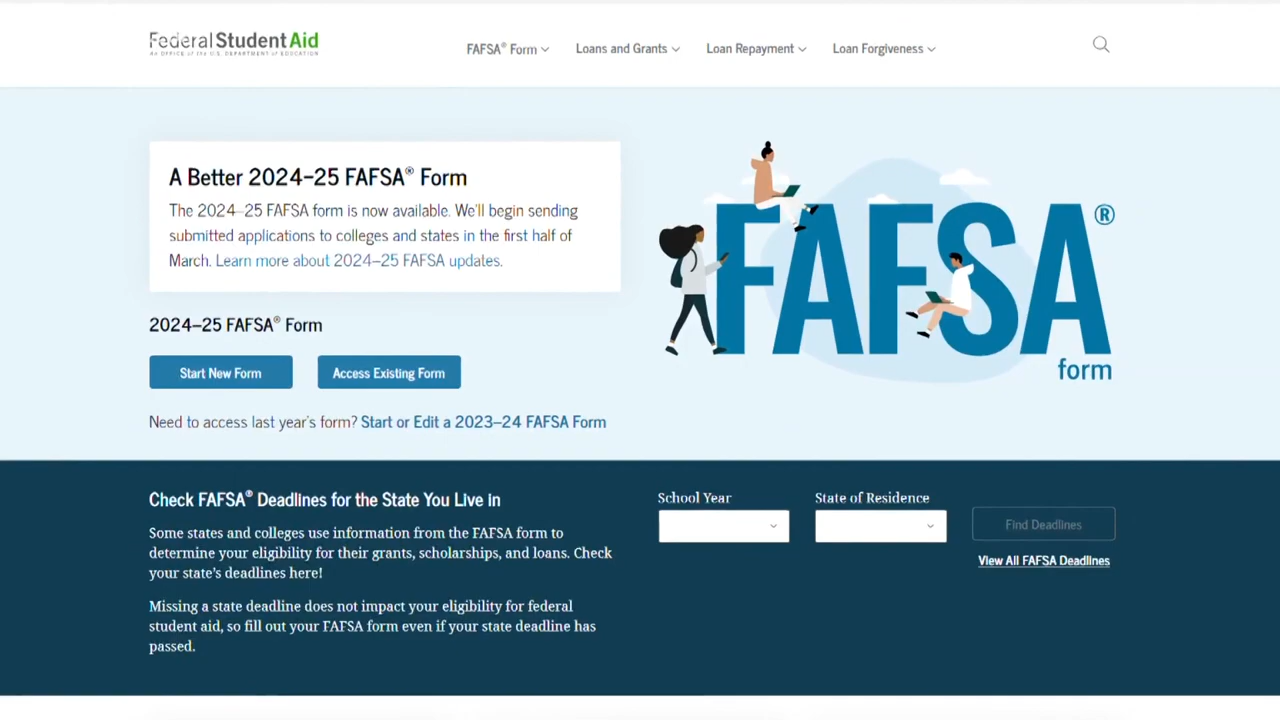 Federal Student Aid
An OFFICE of the U.S. DEPARTMENT of EDUCATION
FAFSA® Form
Loans and Grants
Loan Repayment
Loan Forgiveness
A Better 2024–25 FAFSA® Form
The 2024–25 FAFSA form is now available. We'll begin sending
submitted applications to colleges and states in the first half of
March. Learn more about 2024–25 FAFSA updates.
FAFSA®
form
2024–25 FAFSA® Form
Start New Form
Access Existing Form
Need to access last year's form? Start or Edit a 2023–24 FAFSA Form
Check FAFSA® Deadlines for the State You Live in
Some states and colleges use information from the FAFSA form to
determine your eligibility for their grants, scholarships, and loans. Check
your state's deadlines here!
Missing a state deadline does not impact your eligibility for federal
student aid, so fill out your FAFSA form even if your state deadline has
passed.
School Year
State of Residence
Find Deadlines
View All FAFSA Deadlines